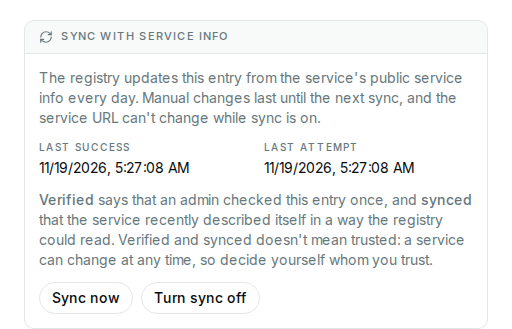 SYNC WITH SERVICE INFO
The registry updates this entry from the service's public service
info every day. Manual changes last until the next sync, and the
service URL can't change while sync is on.
LAST SUCCESS
LAST ATTEMPT
11/19/2026, 5:27:08 AM
11/19/2026, 5:27:08 AM
Verified says that an admin checked this entry once, and synced
that the service recently described itself in a way the registry
could read. Verified and synced doesn't mean trusted: a service
can change at any time, so decide yourself whom you trust.
Sync now
Turn sync off